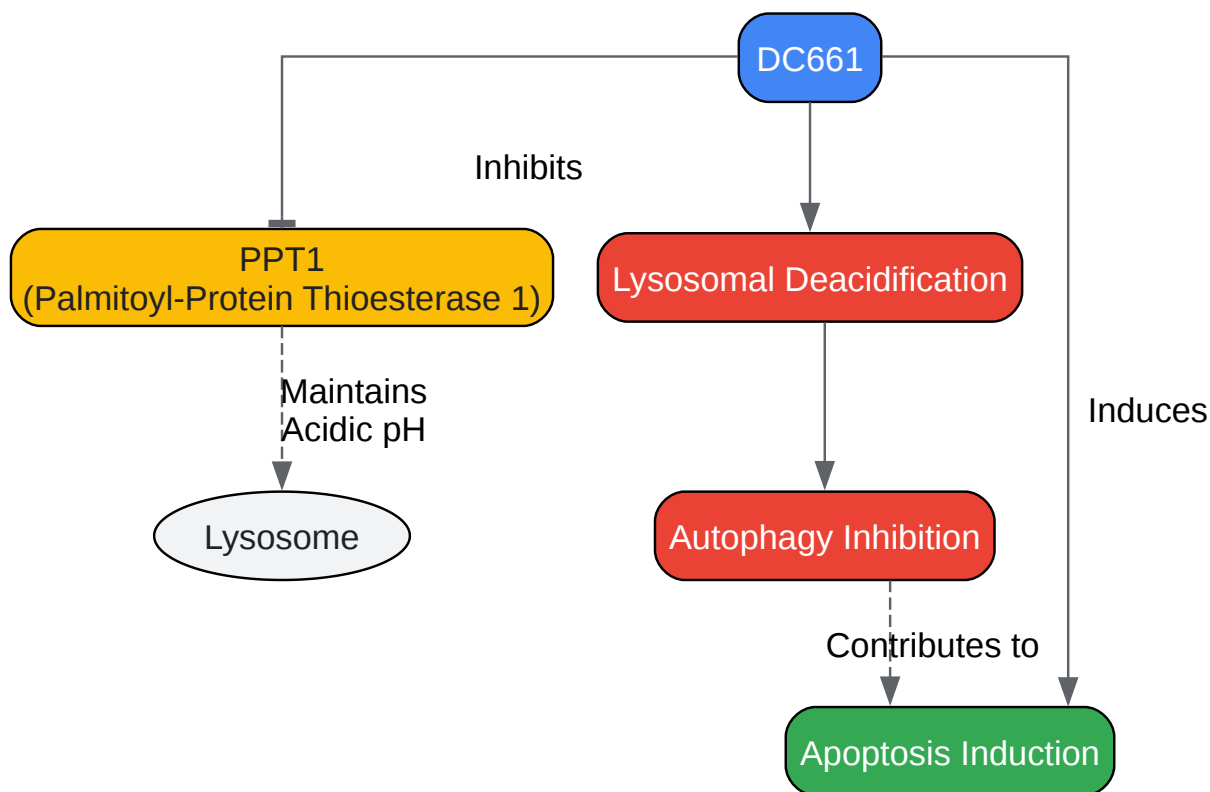 DC661
Inhibits
PPT1
(Palmitoyl-Protein Thioesterase 1)
Lysosomal Deacidification
Maintains
Acidic pH
Induces
Lysosome
Autophagy Inhibition
Contributes to
Apoptosis Induction